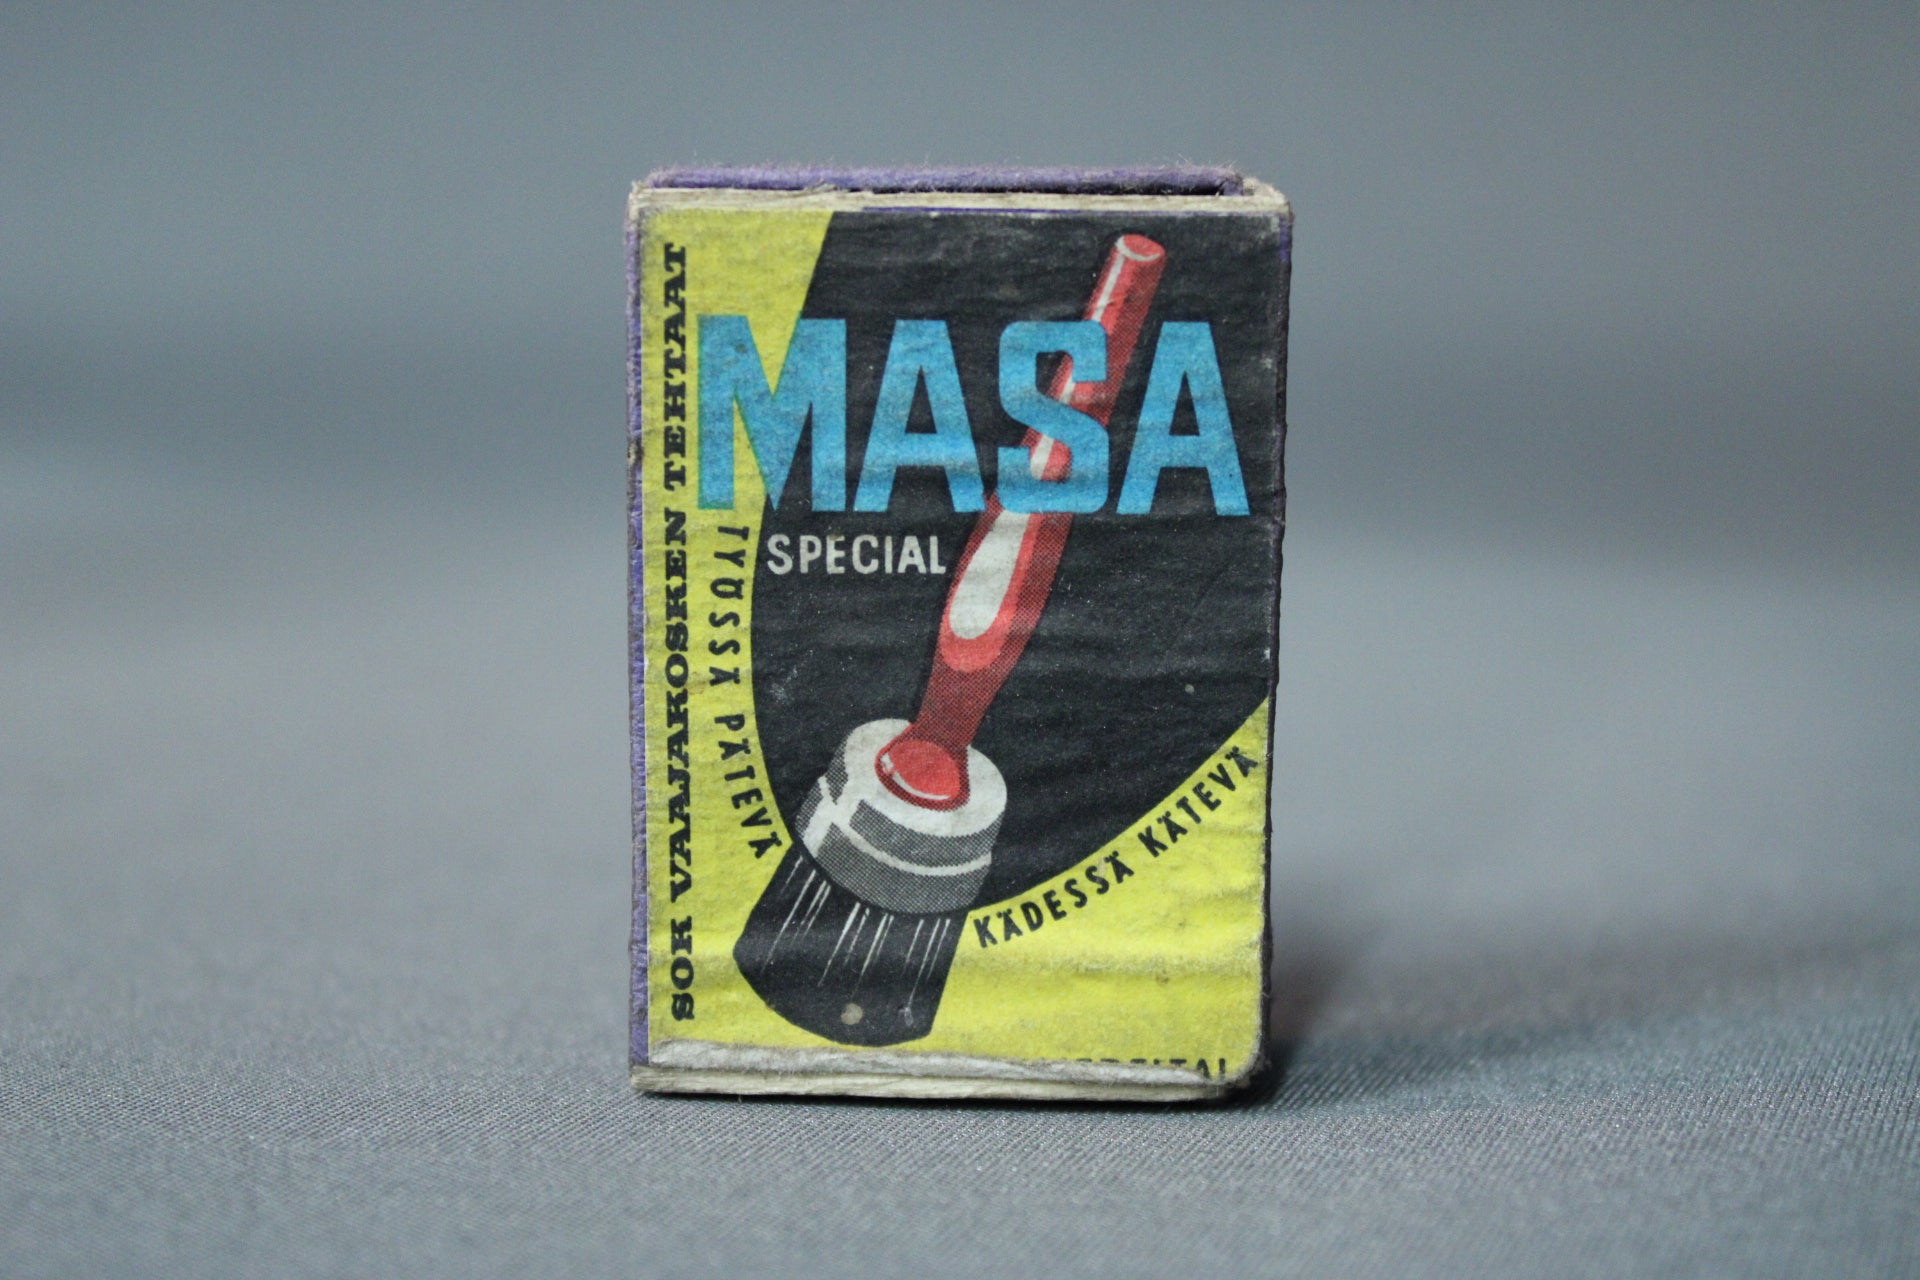 SOK VAAJAKOSKEN TEHTAAT
MASA
SPECIAL
TYÖSSÄ PÄTEVÄ
KÄDESSÄ KÄTEVÄ